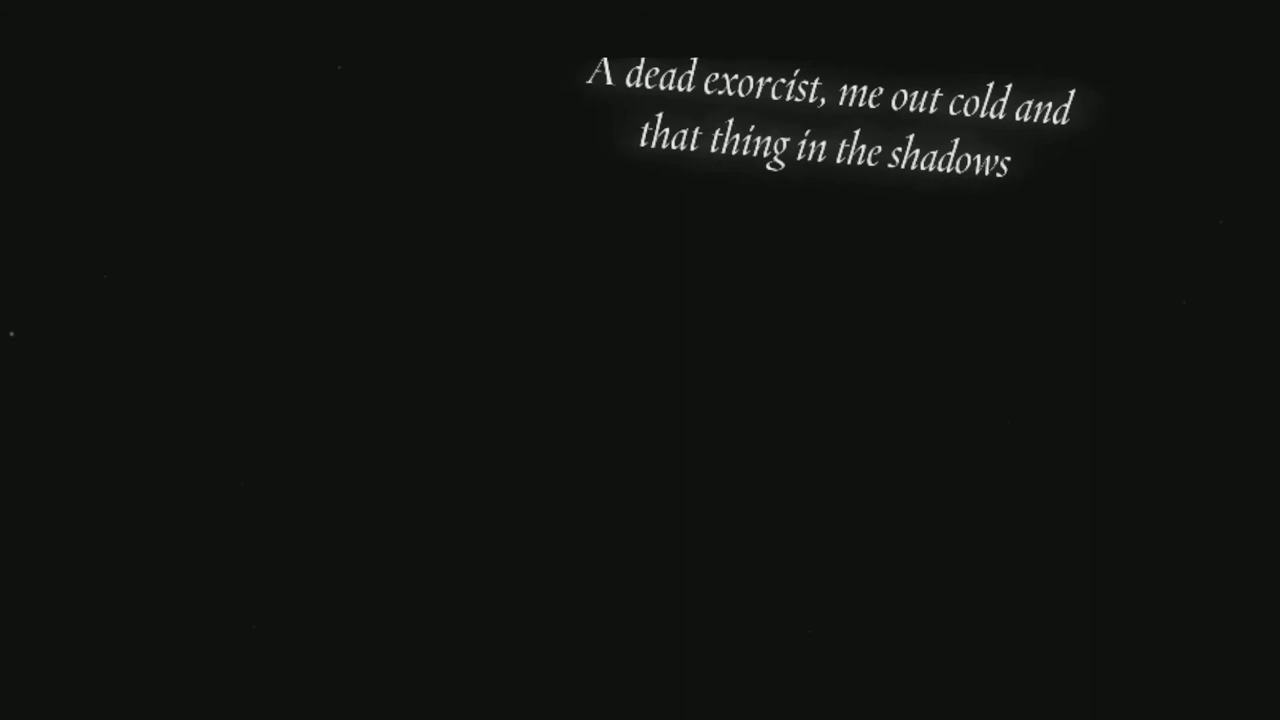 A dead exorcist, me out cold and
that thing in the shadows